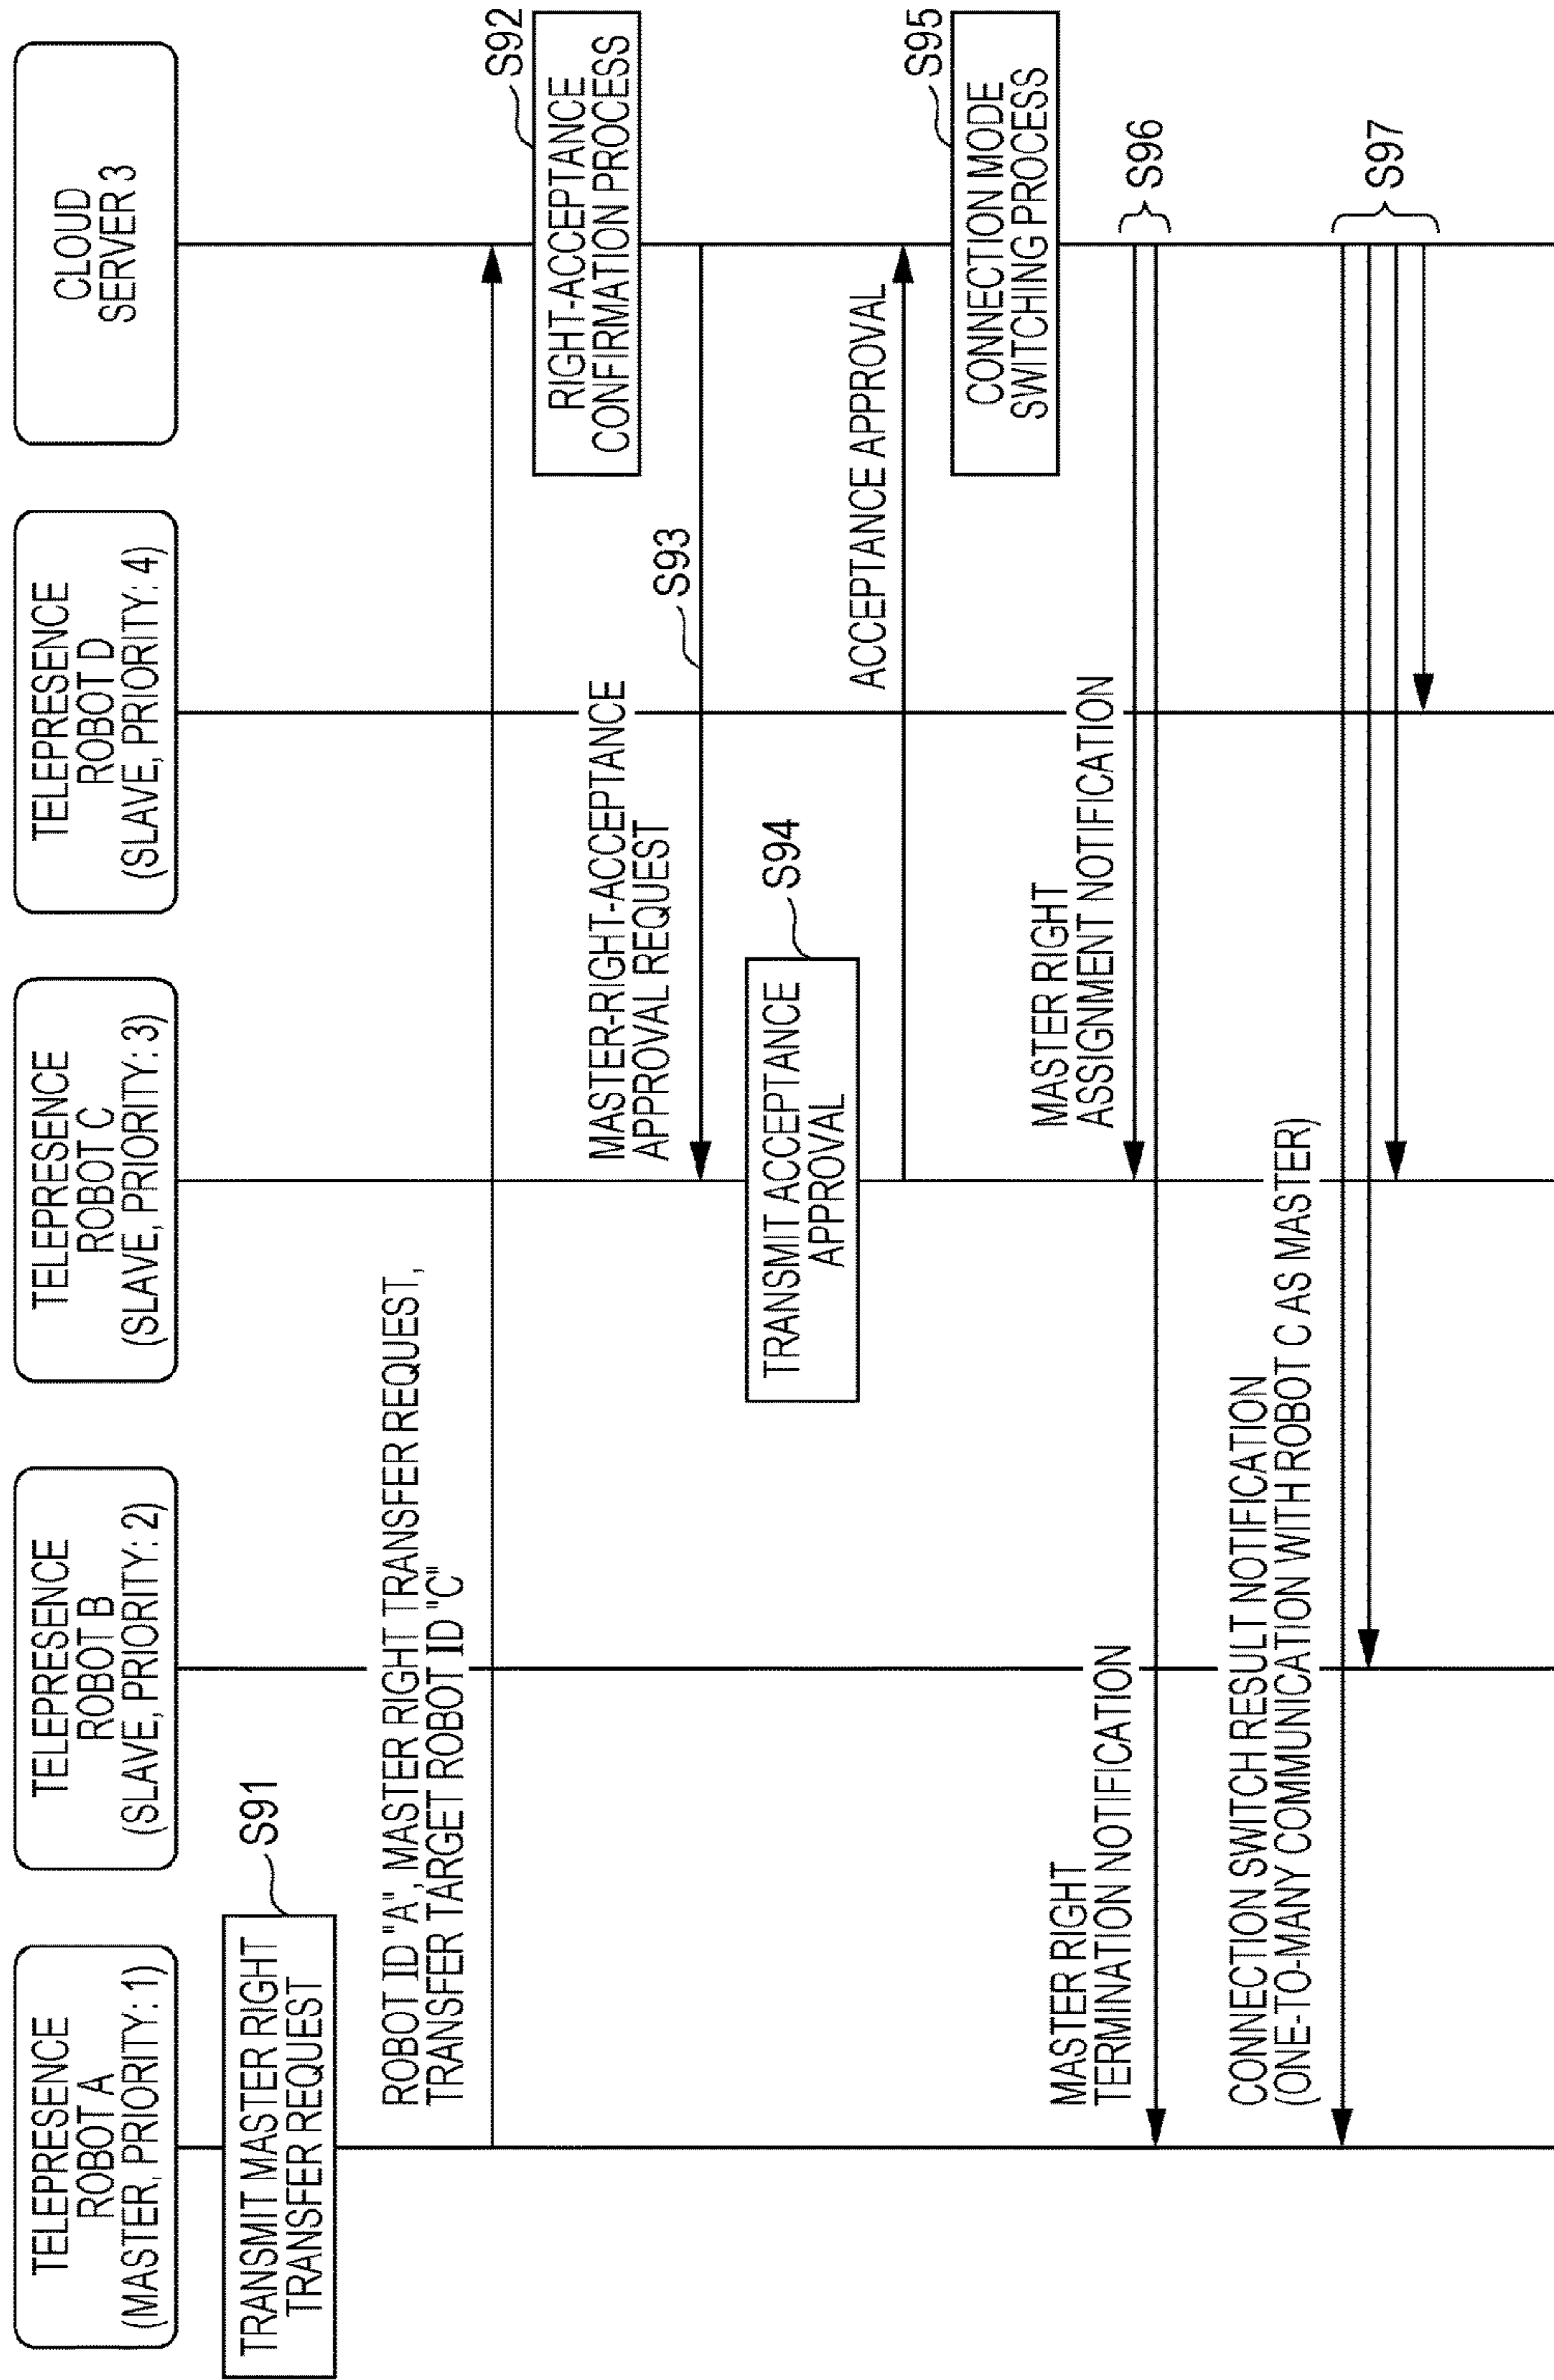 TELEPRESENCE
ROBOT A
(MASTER, PRIORITY: 1)
TELEPRESENCE
ROBOT B
(SLAVE, PRIORITY: 2)
TELEPRESENCE
ROBOT C
(SLAVE, PRIORITY: 3)
TELEPRESENCE
ROBOT D
(SLAVE, PRIORITY: 4)
CLOUD
SERVER 3
S91
TRANSMIT MASTER RIGHT
TRANSFER REQUEST
ROBOT ID "A", MASTER RIGHT TRANSFER REQUEST,
TRANSFER TARGET ROBOT ID "C"
S92
RIGHT-ACCEPTANCE
CONFIRMATION PROCESS
MASTER-RIGHT-ACCEPTANCE
APPROVAL REQUEST
S93
S94
TRANSMIT ACCEPTANCE
APPROVAL
ACCEPTANCE APPROVAL
S95
CONNECTION MODE
SWITCHING PROCESS
MASTER RIGHT
TERMINATION NOTIFICATION
MASTER RIGHT
ASSIGNMENT NOTIFICATION
S96
CONNECTION SWITCH RESULT NOTIFICATION
(ONE-TO-MANY COMMUNICATION WITH ROBOT C AS MASTER)
S97